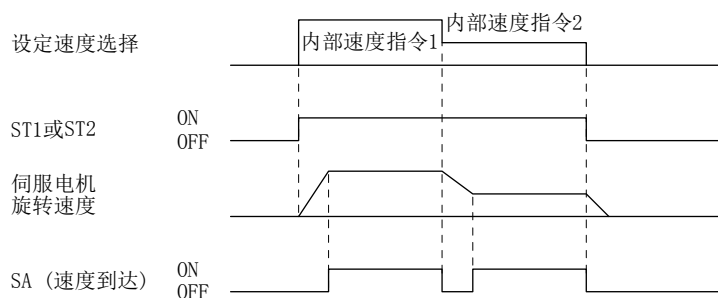 设定速度选择
内部速度指令1
内部速度指令2
ST1或ST2
ON
OFF
伺服电机
旋转速度
SA (速度到达)
ON
OFF